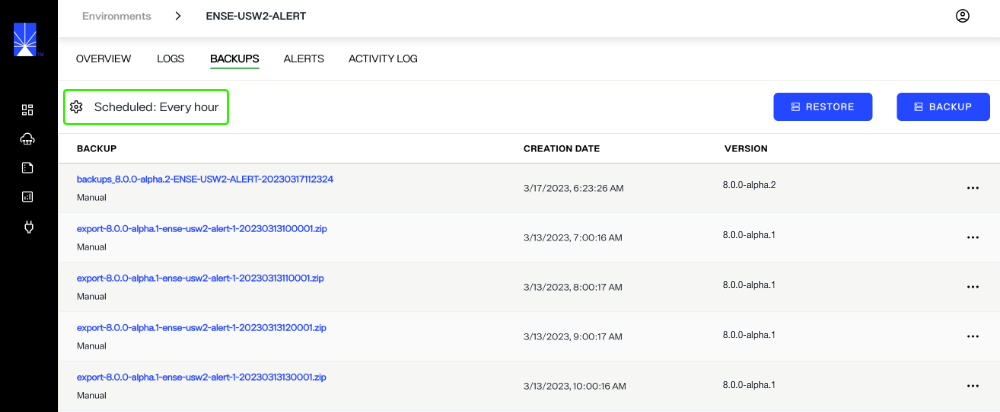 Environments > ENSE-USW2-ALERT
OVERVIEW LOGS BACKUPS ALERTS ACTIVITY LOG
Scheduled: Every hour RESTORE BACKUP
BACKUP CREATION DATE VERSION
backups_8.0.0-alpha.2-ENSE-USW2-ALERT-20230317112324 3/17/2023, 6:23:26 AM 8.0.0-alpha.2
Manual
export-8.0.0-alpha.1-ense-usw2-alert-1-20230313100001.zip 3/13/2023, 7:00:16 AM 8.0.0-alpha.1
Manual
export-8.0.0-alpha.1-ense-usw2-alert-1-20230313110001.zip 3/13/2023, 8:00:17 AM 8.0.0-alpha.1
Manual
export-8.0.0-alpha.1-ense-usw2-alert-1-20230313120001.zip 3/13/2023, 9:00:17 AM 8.0.0-alpha.1
Manual
export-8.0.0-alpha.1-ense-usw2-alert-1-20230313130001.zip 3/13/2023, 10:00:16 AM 8.0.0-alpha.1
Manual